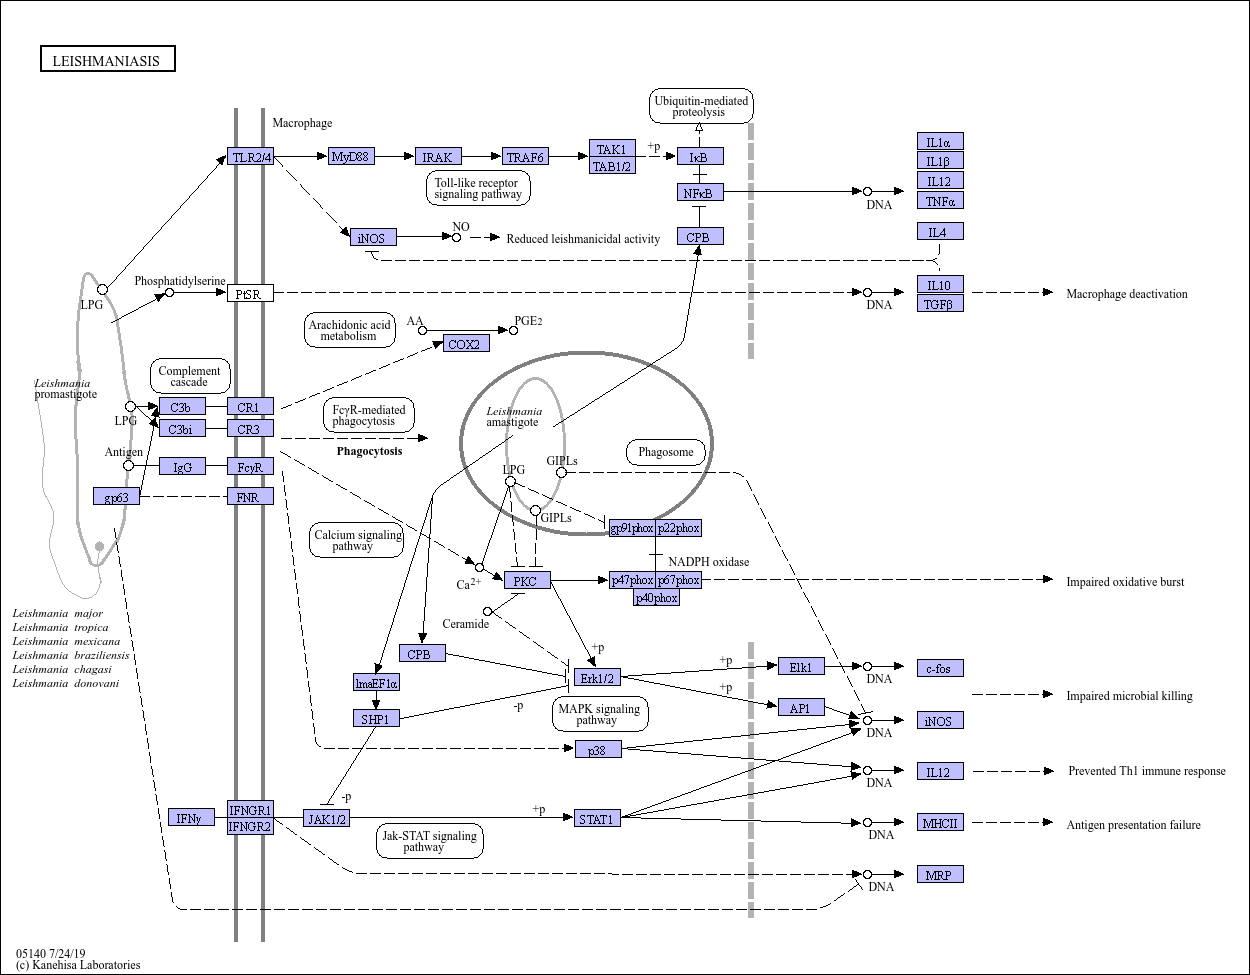 LEISHMANIASIS
Ubiquitin-mediated
proteolysis
Macrophage
TLR2/4
MyD88
IRAK
TRAF6
TAK1
TAB1/2
+p
IκB
IL1α
IL1β
IL12
TNFα
Toll-like receptor
signaling pathway
NFκB
DNA
iNOS
NO
Reduced leishmanicidal activity
CPB
IL4
Phosphatidylserine
LPG
PtSR
DNA
IL10
TGFβ
Macrophage deactivation
Arachidonic acid
metabolism
AA
PGE2
COX2
Complement
cascade
Leishmania
promastigote
LPG
C3b
CR1
C3bi
CR3
FcγR-mediated
phagocytosis
Phagocytosis
Leishmania
amastigote
Phagosome
Antigen
IgG
FcγR
LPG
GIPLs
gp63
FNR
GIPLs
gp91phox
p22phox
Calcium signaling
pathway
NADPH oxidase
Ca2+
PKC
p47phox
p67phox
p40phox
Impaired oxidative burst
Ceramide
Leishmania major
Leishmania tropica
Leishmania mexicana
Leishmania braziliensis
Leishmania chagasi
Leishmania donovani
CPB
+p
lmaEF1α
Erk1/2
+p
+p
Elk1
DNA
c-fos
Impaired microbial killing
SHP1
-p
MAPK signaling
pathway
AP1
DNA
iNOS
p38
DNA
IL12
Prevented Th1 immune response
-p
IFNγ
IFNGR1
IFNGR2
JAK1/2
+p
STAT1
DNA
MHCII
Antigen presentation failure
Jak-STAT signaling
pathway
DNA
MRP
05140 7/24/19
(c) Kanehisa Laboratories